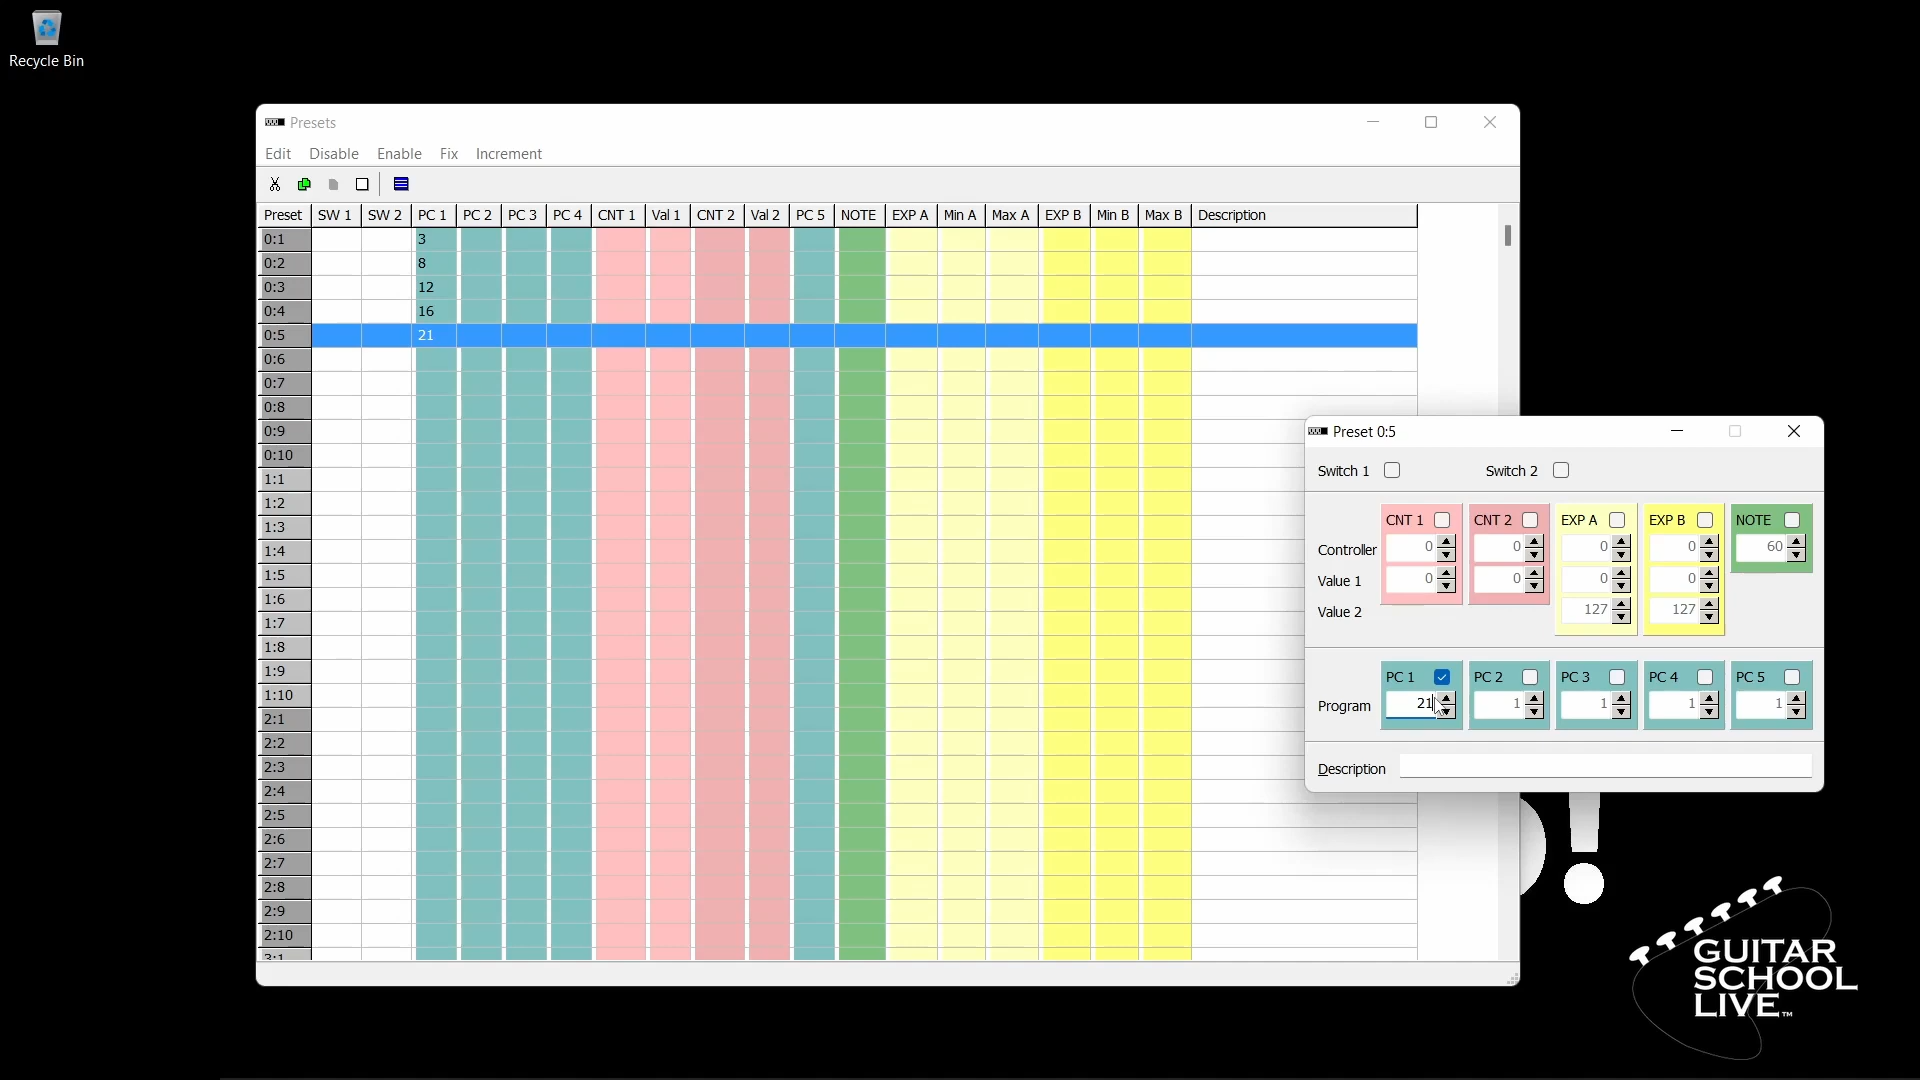 Recycle Bin
Presets
Edit Disable Enable Fix Increment
Preset SW 1 SW 2 PC 1 PC 2 PC 3 PC 4 CNT 1 Val 1 CNT 2 Val 2 PC 5 NOTE EXP A Min A Max A EXP B Min B Max B Description
0:1 3
0:2 8
0:3 12
0:4 16
0:5 21
0:6
0:7
0:8
0:9
0:10
1:1
1:2
1:3
1:4
1:5
1:6
1:7
1:8
1:9
1:10
2:1
2:2
2:3
2:4
2:5
2:6
2:7
2:8
2:9
2:10
3:1
Preset 0:5
Switch 1 Switch 2
CNT 1 CNT 2 EXP A EXP B NOTE
Controller 0 0 0 0 60
Value 1 0 0 0 0
Value 2 127 127
PC 1 PC 2 PC 3 PC 4 PC 5
Program 21 1 1 1 1
Description
GUITAR
SCHOOL
LIVE™